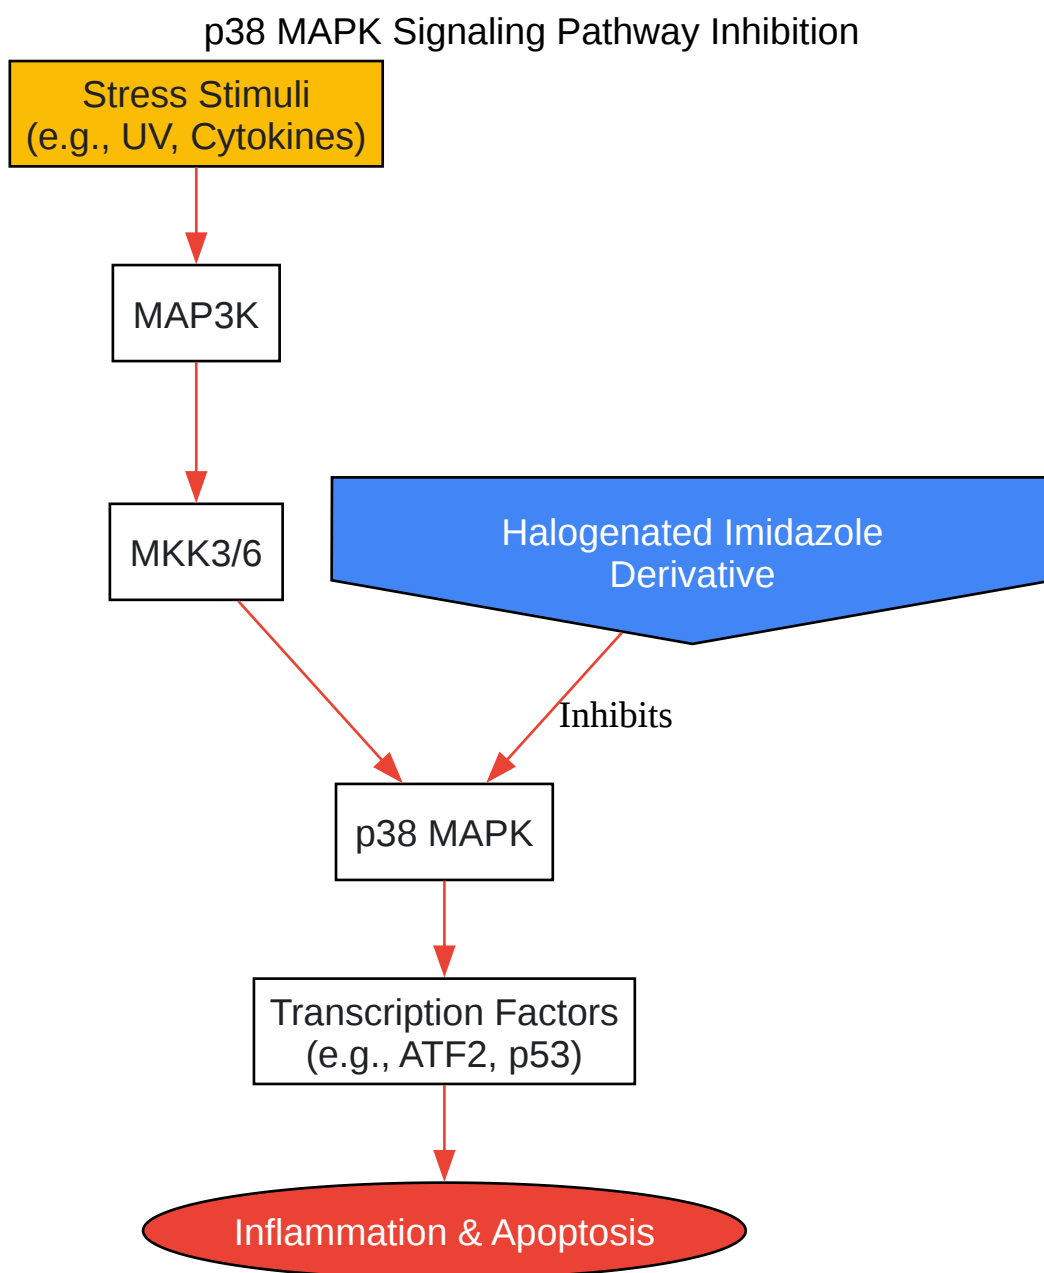 p38 MAPK Signaling Pathway Inhibition
Stress Stimuli
(e.g., UV, Cytokines)
MAP3K
MKK3/6
Halogenated Imidazole
Derivative
Inhibits
p38 MAPK
Transcription Factors
(e.g., ATF2, p53)
Inflammation & Apoptosis